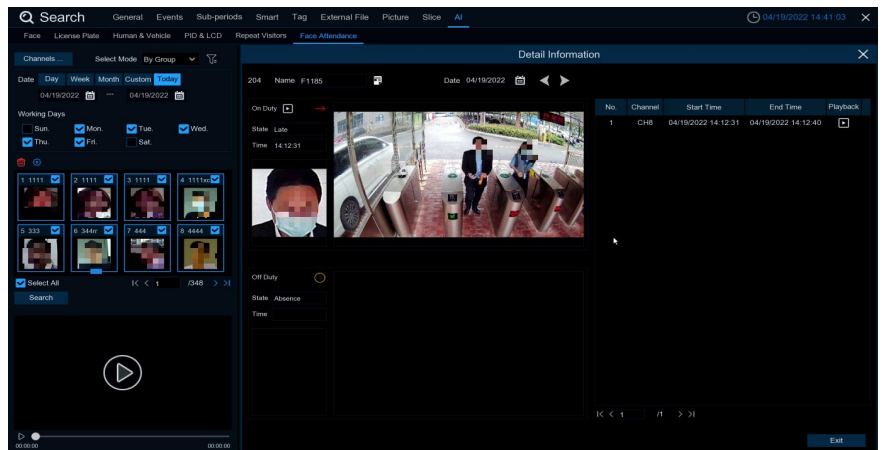 Search General Events Sub-periods Smart Tag External File Picture Slice AI 04/19/2022 14:41:03
Face License Plate Human & Vehicle PID & LCD Repeat Visitors Face Attendance
Channels ... Select Mode By Group
Date Day Week Month Custom Today
04/19/2022 — 04/19/2022
Working Days
Sun. Mon. Tue. Wed.
Thu. Fri. Sat.
1 1111 2 1111 3 1111 4 1111xc
5 333 6 344rr 7 444 8 4444
Select All 1 /348
Search
00:00:00 00:00:00
Detail Information
204 Name F1185 Date 04/19/2022
On Duty
State Late
Time 14:12:31
Off Duty
State Absence
Time
No. Channel Start Time End Time Playback
1 CH8 04/19/2022 14:12:31 04/19/2022 14:12:40
1 /1
Exit